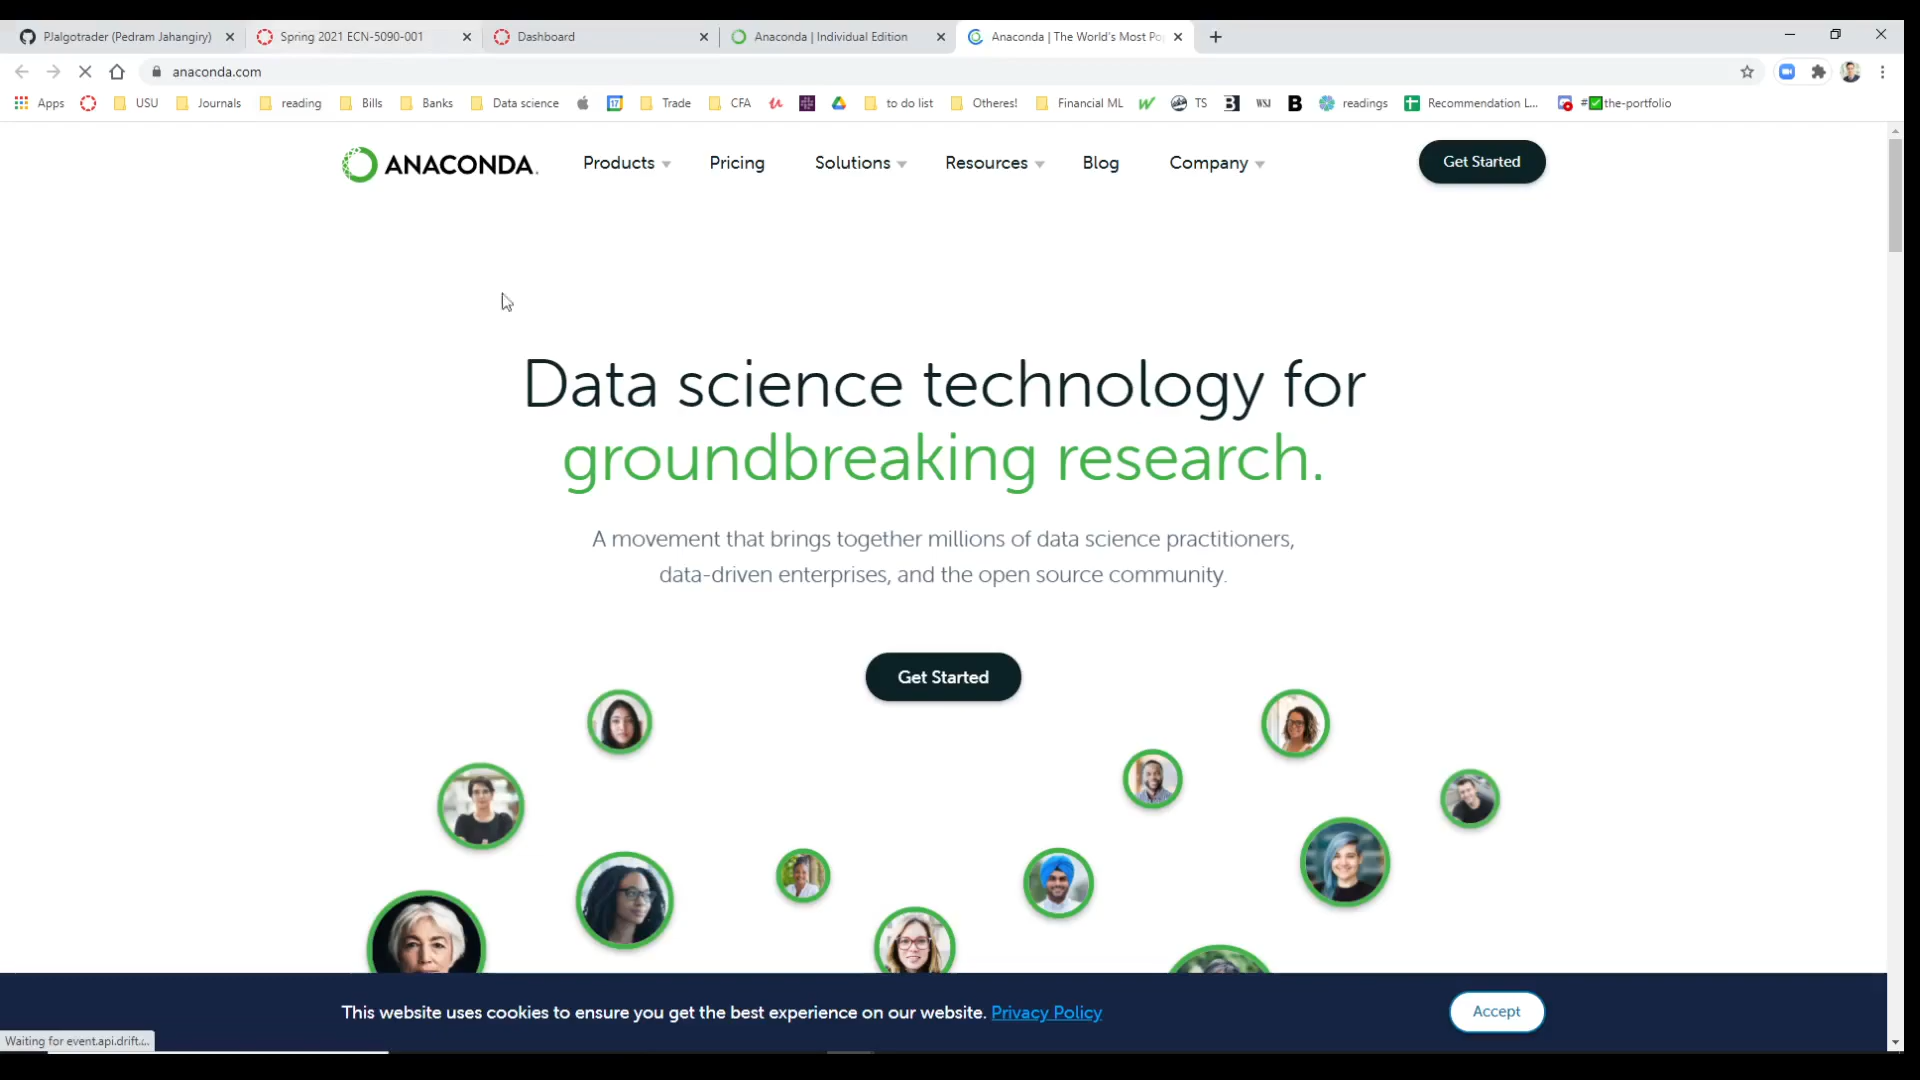 PJalgotrader (Pedram Jahangiry)
Spring 2021 ECN-5090-001
Dashboard
Anaconda | Individual Edition
Anaconda | The World's Most Po
anaconda.com
Apps
USU
Journals
reading
Bills
Banks
Data science
17
Trade
CFA
to do list
Otheres!
Financial ML
TS
WSJ
B
readings
Recommendation L...
#✅the-portfolio
ANACONDA.
Products
Pricing
Solutions
Resources
Blog
Company
Get Started
Data science technology for
groundbreaking research.
A movement that brings together millions of data science practitioners,
data-driven enterprises, and the open source community.
Get Started
This website uses cookies to ensure you get the best experience on our website. Privacy Policy
Accept
Waiting for event.api.drift....